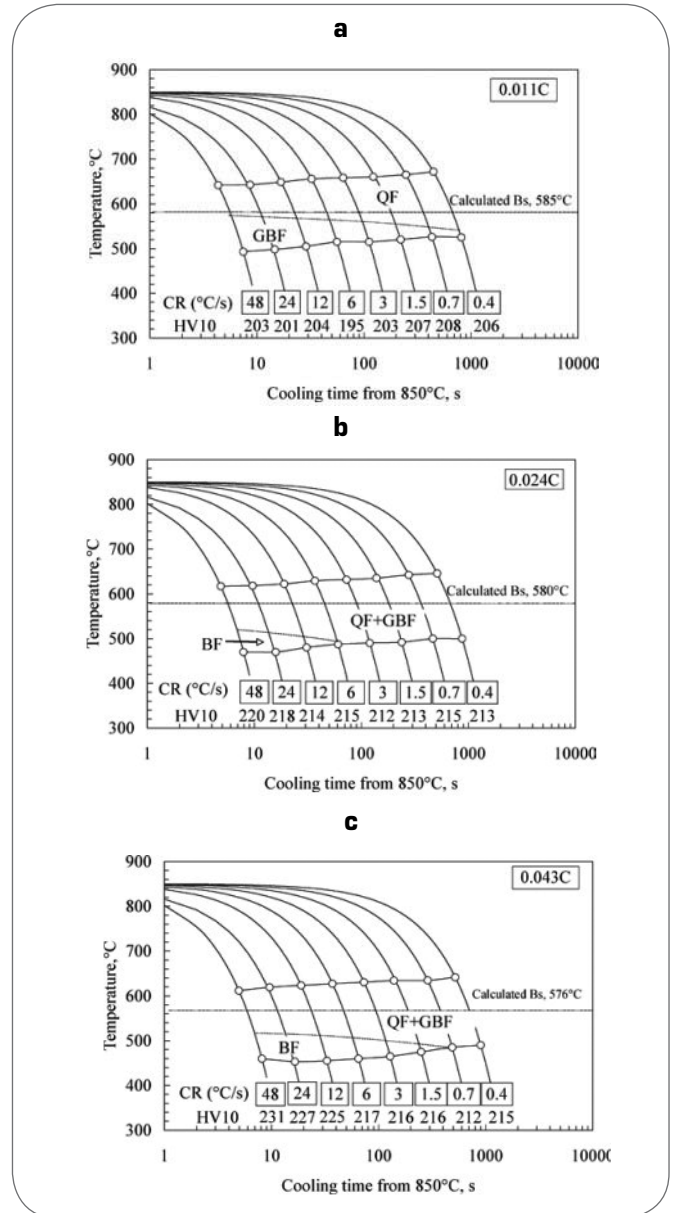 a
900
0.011C
800
700
QF
Calculated Bs, 585°C
600
GBF
500
400
CR (°C/s) 48 24 12 6 3 1.5 0.7 0.4
HV10 203 201 204 195 203 207 208 206
300
1 10 100 1000 10000
Temperature,°C
Cooling time from 850°C, s
b
900
0.024C
800
700
Calculated Bs, 580°C
600
QF+GBF
BF
500
400
CR (°C/s) 48 24 12 6 3 1.5 0.7 0.4
HV10 220 218 214 215 212 213 215 213
300
1 10 100 1000 10000
Temperature,°C
Cooling time from 850°C, s
c
900
0.043C
800
700
Calculated Bs, 576°C
600
QF+GBF
BF
500
400
CR (°C/s) 48 24 12 6 3 1.5 0.7 0.4
HV10 231 227 225 217 216 216 212 215
300
1 10 100 1000 10000
Temperature,°C
Cooling time from 850°C, s